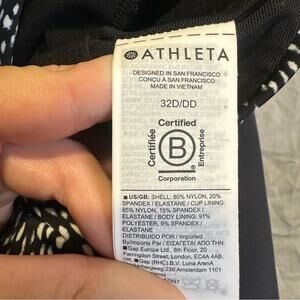 ATHLETA
DESIGNED IN SAN FRANCISCO
CONÇU À SAN FRANCISCO
MADE IN VIETNAM
32D/DD
Certified
Certifiée
B
Entreprise
Corporation
US/GB: SHELL: 80% NYLON, 20%
SPANDEX / ELASTANE / CUP LINING:
85% NYLON, 15% SPANDEX /
ELASTANE / BODY LINING: 91%
POLYESTER, 9% SPANDEX /
ELASTANE
DISTRIBUIDO POR / Imported
By/Importe Par / ΕΙΣΑΓΕΤΑΙ ΑΠΟ ΤΗΝ:
Gap Europe Ltd., 6th Floor, 20
Farringdon Street, London, EC4A 4AB, U.K.
Gap (RHC) B.V. Luna ArenA
238 Amsterdam 1101